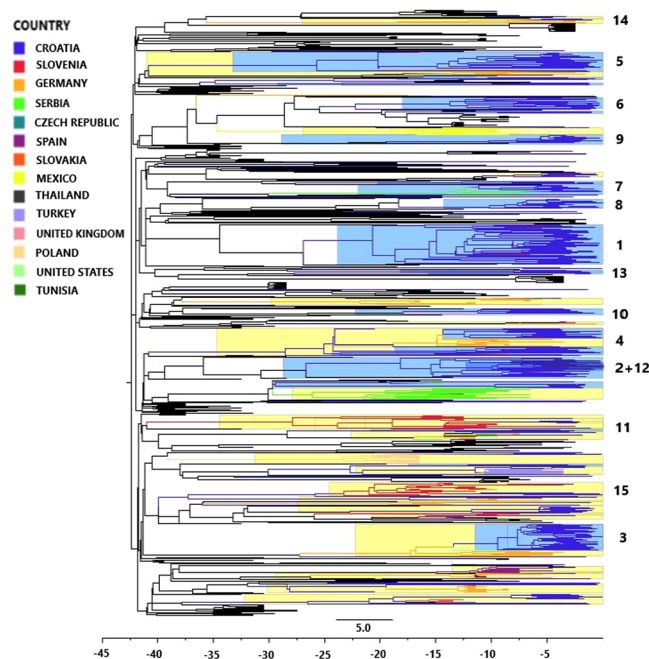 COUNTRY
CROATIA
SLOVENIA
GERMANY
SERBIA
CZECH REPUBLIC
SPAIN
SLOVAKIA
MEXICO
THAILAND
TURKEY
UNITED KINGDOM
POLAND
UNITED STATES
TUNISIA
14
5
6
9
7
8
1
13
10
4
2+12
11
15
3
5.0
-45 -40 -35 -30 -25 -20 -15 -10 -5